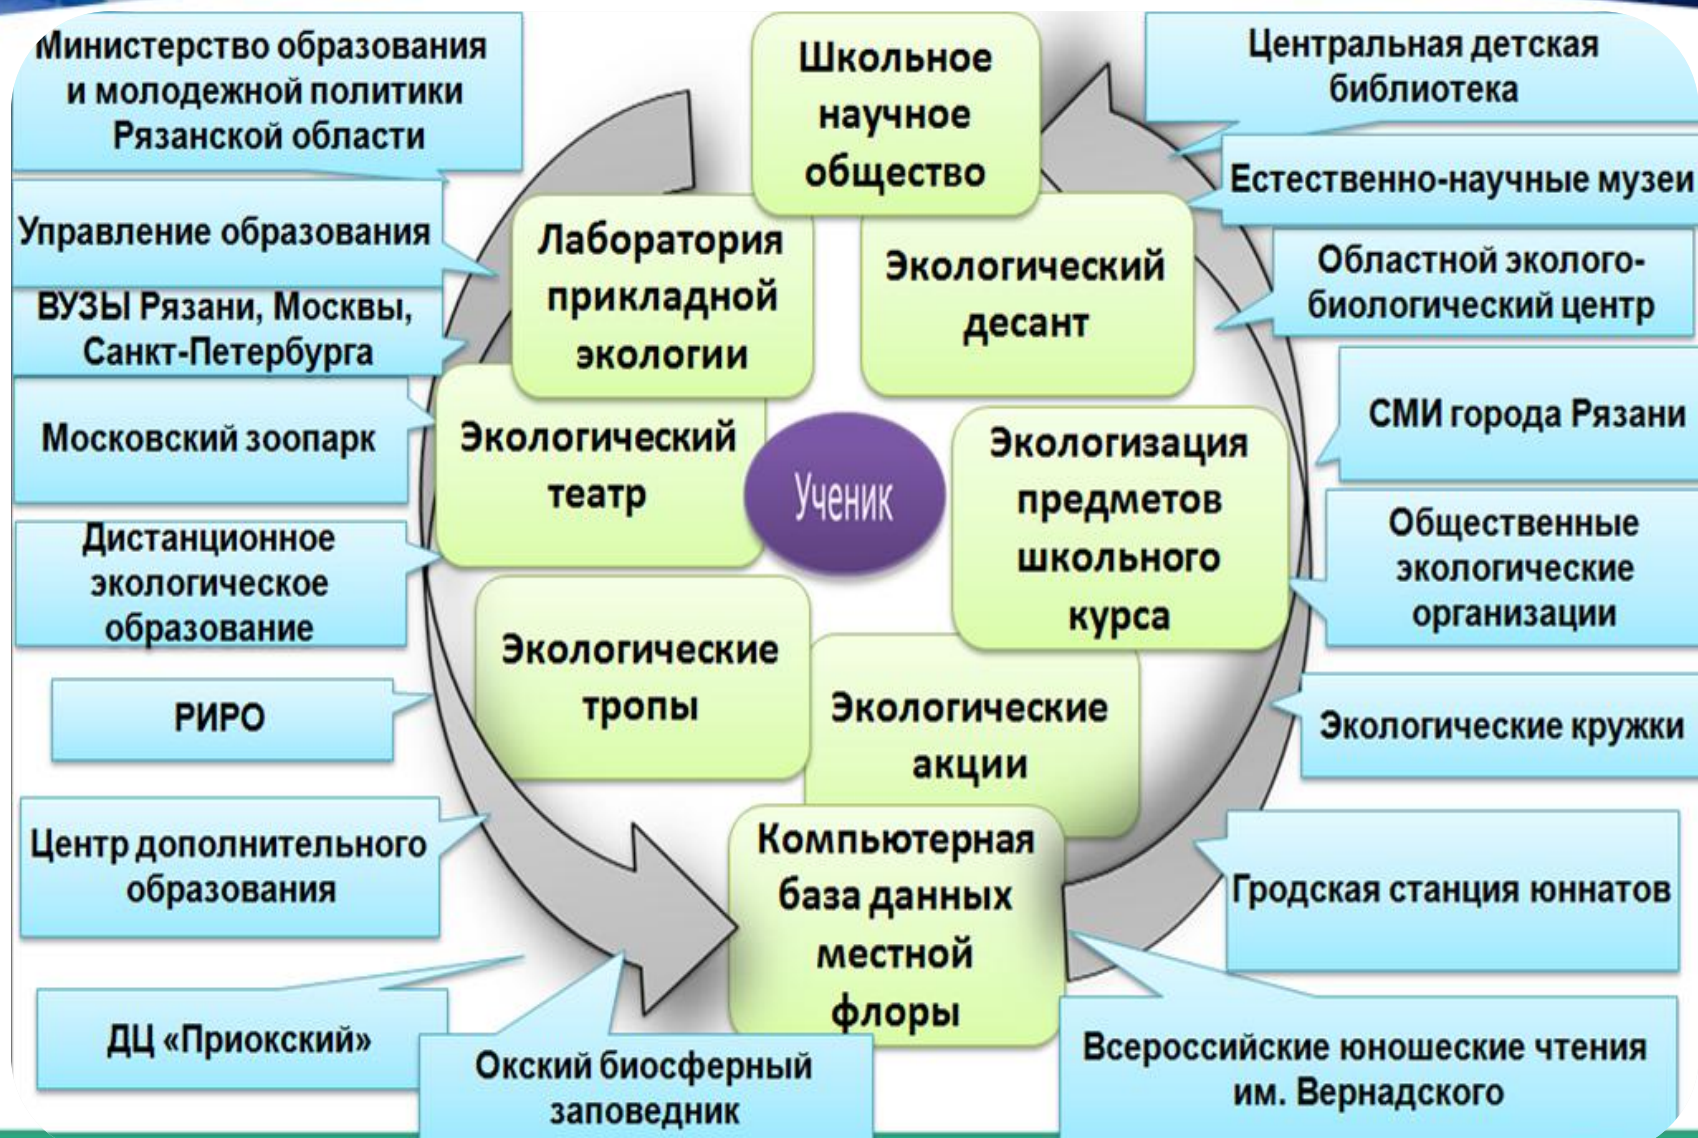 Министерство образования
и молодежной политики
Рязанской области
Управление образования
ВУЗЫ Рязани, Москвы,
Санкт-Петербурга
Московский зоопарк
Дистанционное
экологическое
образование
РИРО
Центр дополнительного
образования
ДЦ «Приокский»
Окский биосферный
заповедник
Школьное
научное
общество
Лаборатория
прикладной
экологии
Экологический
десант
Экологический
театр
Ученик
Экологизация
предметов
школьного
курса
Экологические
тропы
Экологические
акции
Компьютерная
база данных
местной
флоры
Центральная детская
библиотека
Естественно-научные музеи
Областной эколого-
биологический центр
СМИ города Рязани
Общественные
экологические
организации
Экологические кружки
Гродская станция юннатов
Всероссийские юношеские чтения
им. Вернадского